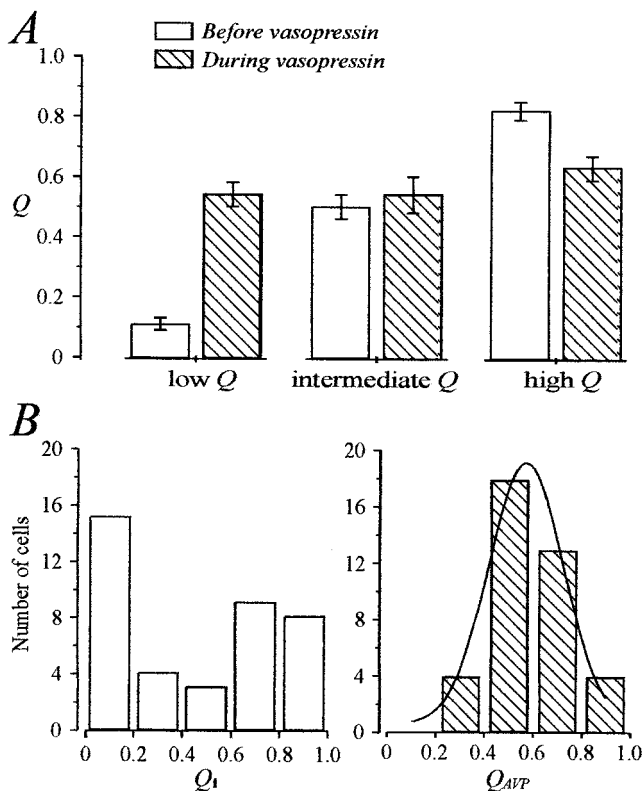 A
Before vasopressin
During vasopressin
1.0
0.8
0.6
0.4
0.2
0
Q
low Q
intermediate Q
high Q
B
20
16
12
8
4
0
Number of cells
0 0.2 0.4 0.6 0.8 1.0
Q1
20
16
12
8
4
0
0 0.2 0.4 0.6 0.8 1.0
QAVP